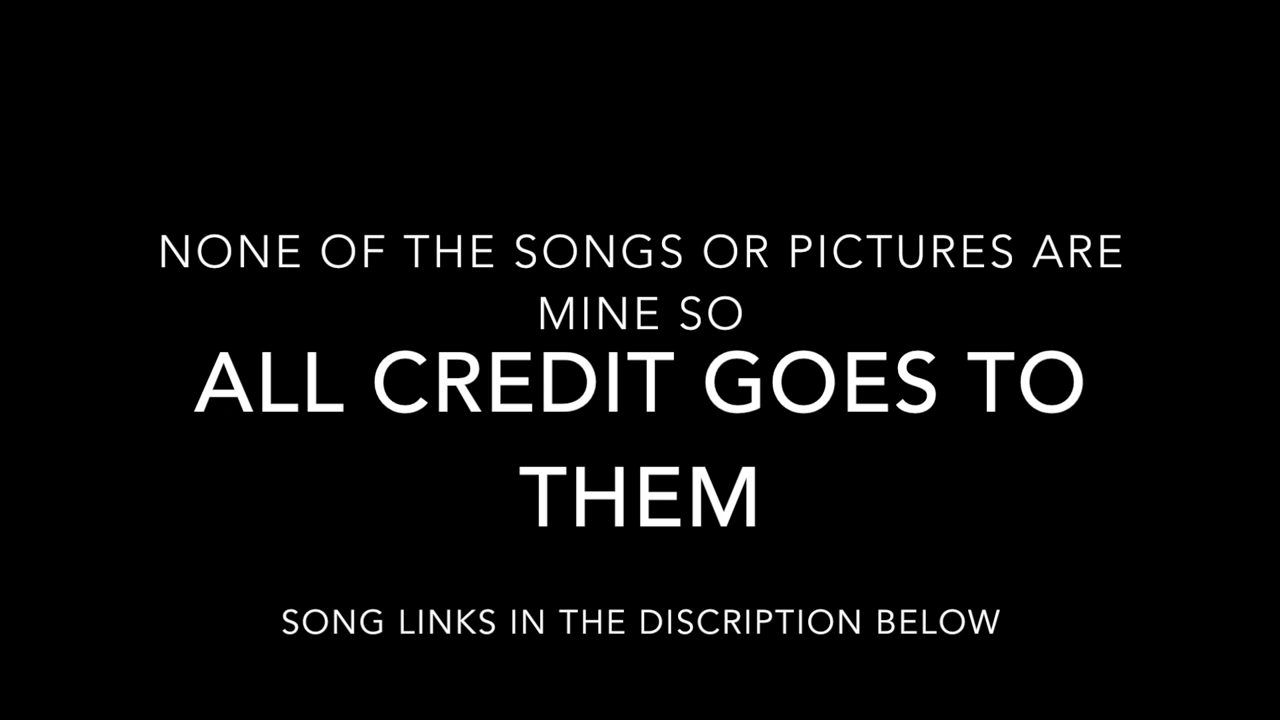 NONE OF THE SONGS OR PICTURES ARE
MINE SO
ALL CREDIT GOES TO
THEM
SONG LINKS IN THE DISCRIPTION BELOW